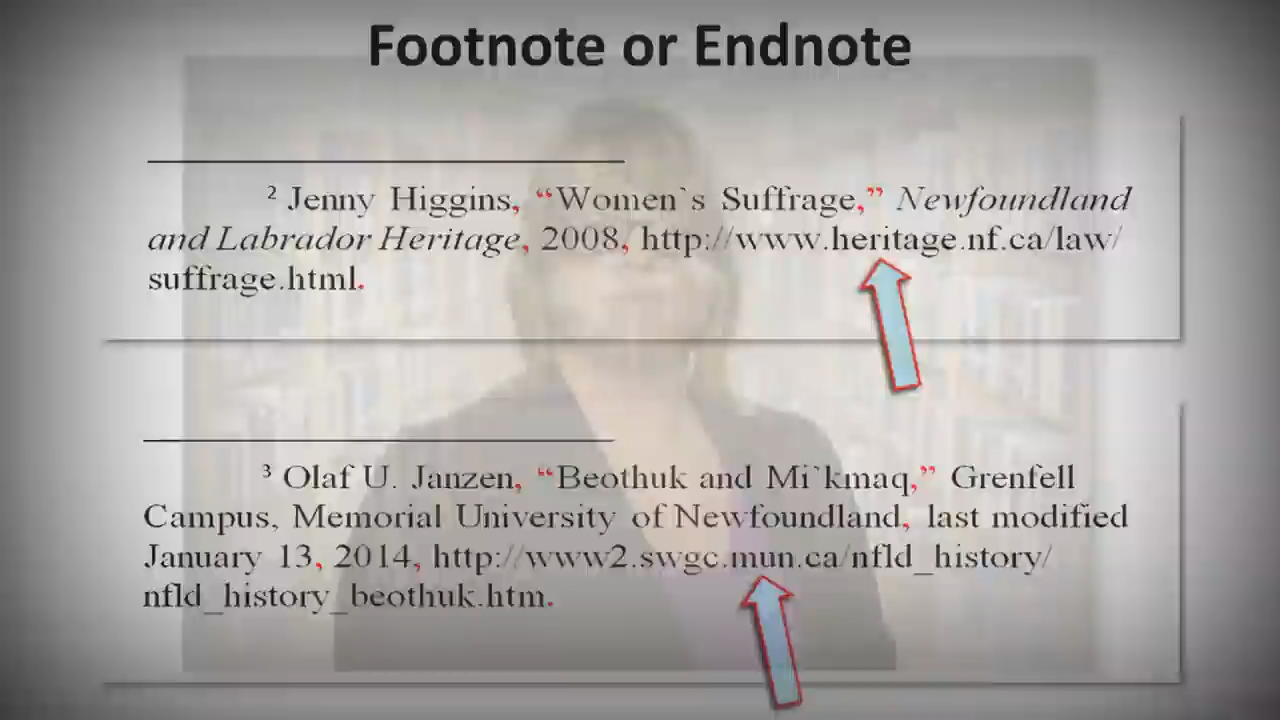 Footnote or Endnote
² Jenny Higgins, “Women`s Suffrage,” Newfoundland
and Labrador Heritage, 2008, http://www.heritage.nf.ca/law/
suffrage.html.
³ Olaf U. Janzen, “Beothuk and Mi`kmaq,” Grenfell
Campus, Memorial University of Newfoundland, last modified
January 13, 2014, http://www2.swgc.mun.ca/nfld_history/
nfld_history_beothuk.htm.